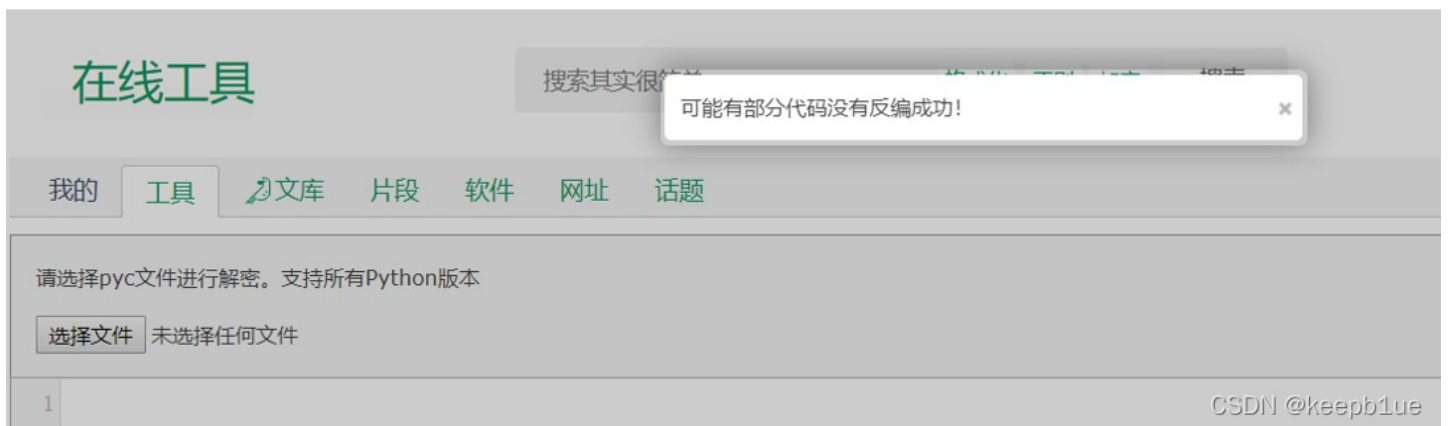 在线工具
搜索其实很简单
可能有部分代码没有反编成功！
×
我的 工具 文库 片段 软件 网址 话题
请选择pyc文件进行解密。支持所有Python版本
选择文件 未选择任何文件
1
CSDN @keepb1ue